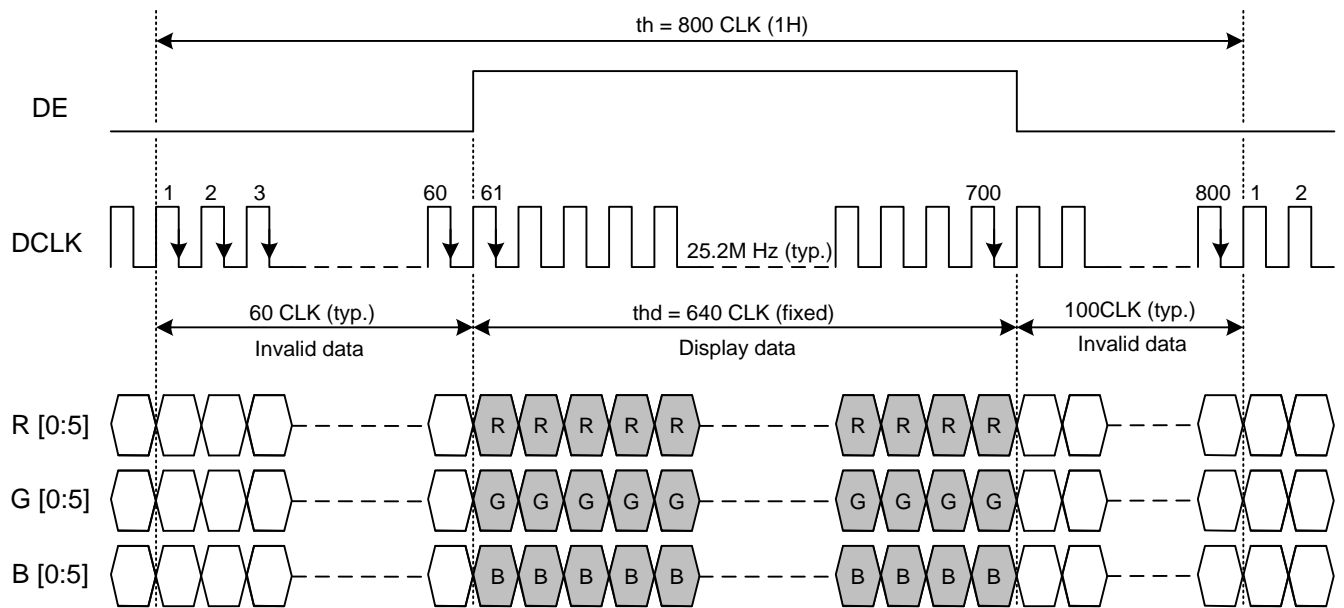 th = 800 CLK (1H)
DE
1 2 3 60 61 700 800 1 2
DCLK
25.2M Hz (typ.)
60 CLK (typ.) thd = 640 CLK (fixed) 100CLK (typ.)
Invalid data Display data Invalid data
R [0:5] R R R R R R R R R
G [0:5] G G G G G G G G G
B [0:5] B B B B B B B B B